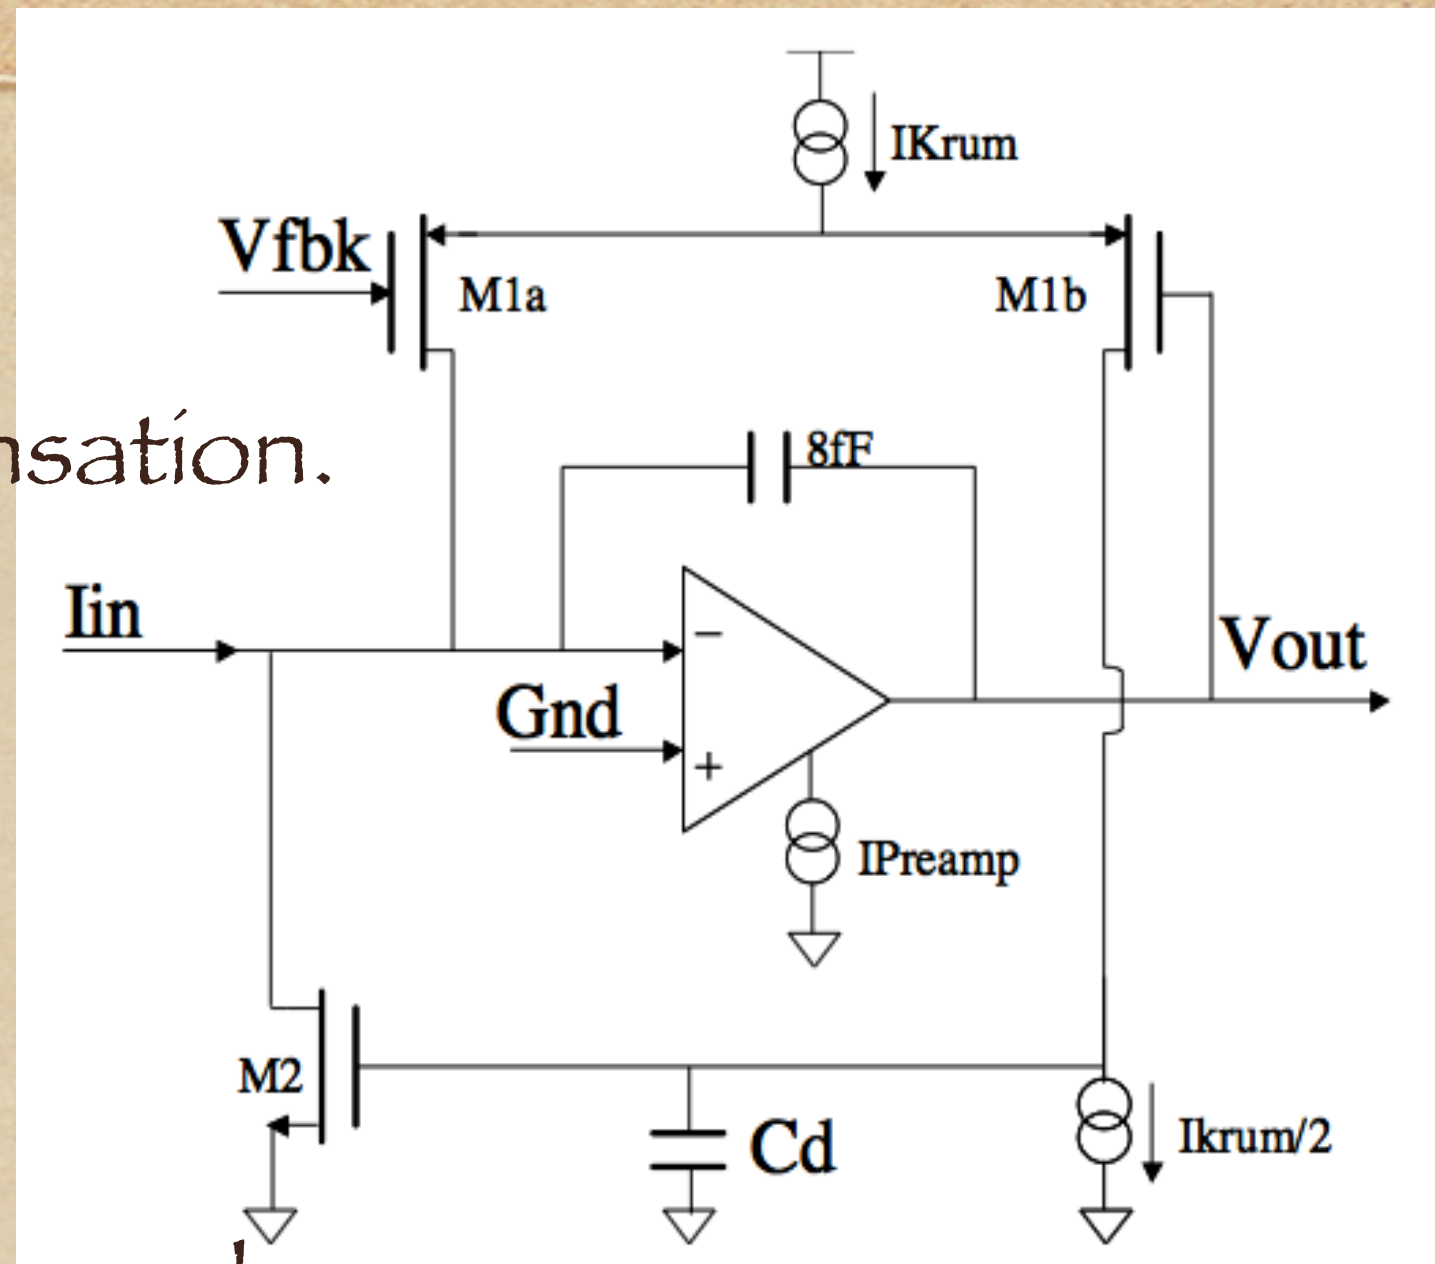 IKrum
Vfbk
M1a
M1b
nsation.
8fF
Iin
Vout
−
Gnd
+
IPreamp
M2
Cd
Ikrum/2